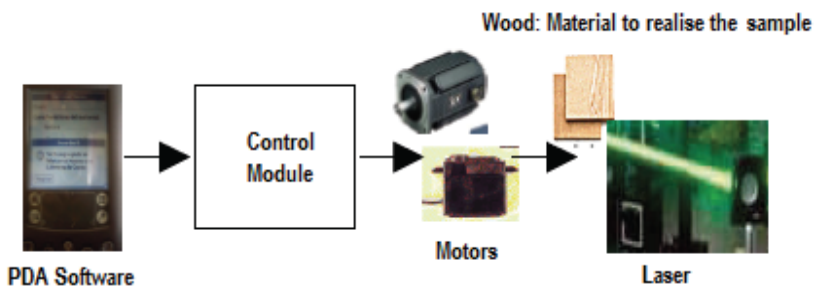 Wood: Material to realise the sample
Control
Module
Motors
PDA Software
Laser